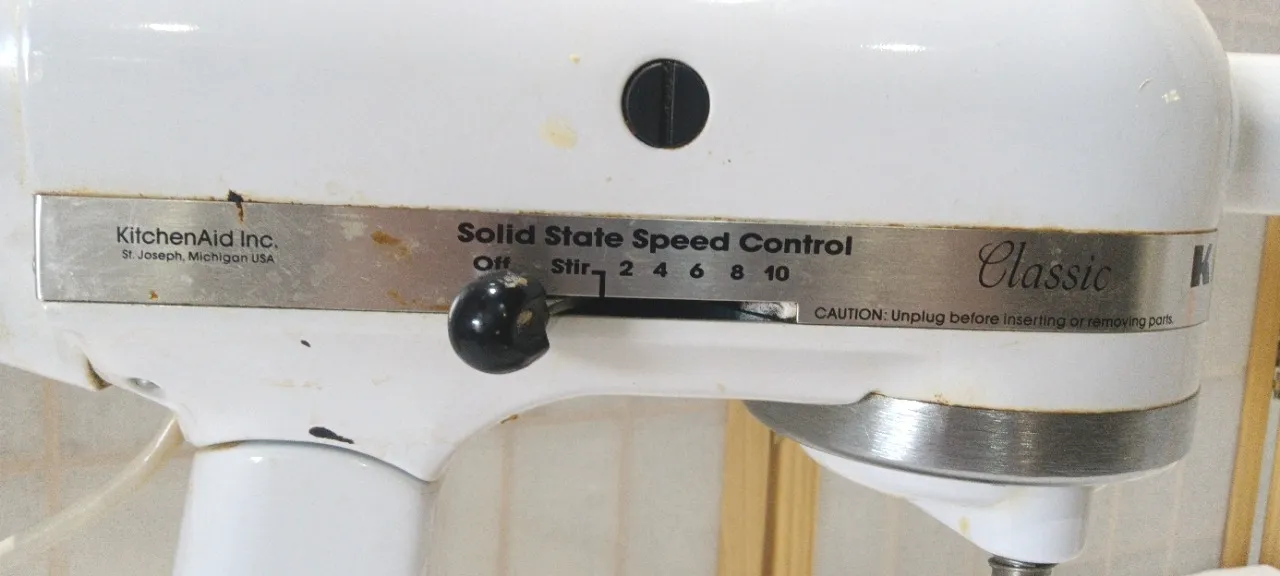 KitchenAid Inc.
St. Joseph, Michigan USA
Solid State Speed Control
Off Stir 2 4 6 8 10
Classic
CAUTION: Unplug before inserting or removing parts.